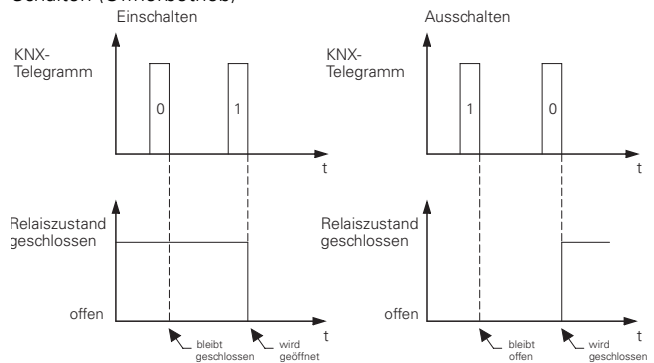 Schalten (Öffnerbetrieb)
Einschalten
KNX-
Telegramm
0
1
t
Relaiszustand
geschlossen
offen
t
bleibt
geschlossen
wird
geöffnet
Ausschalten
KNX-
Telegramm
1
0
t
Relaiszustand
geschlossen
offen
t
bleibt
offen
wird
geschlossen